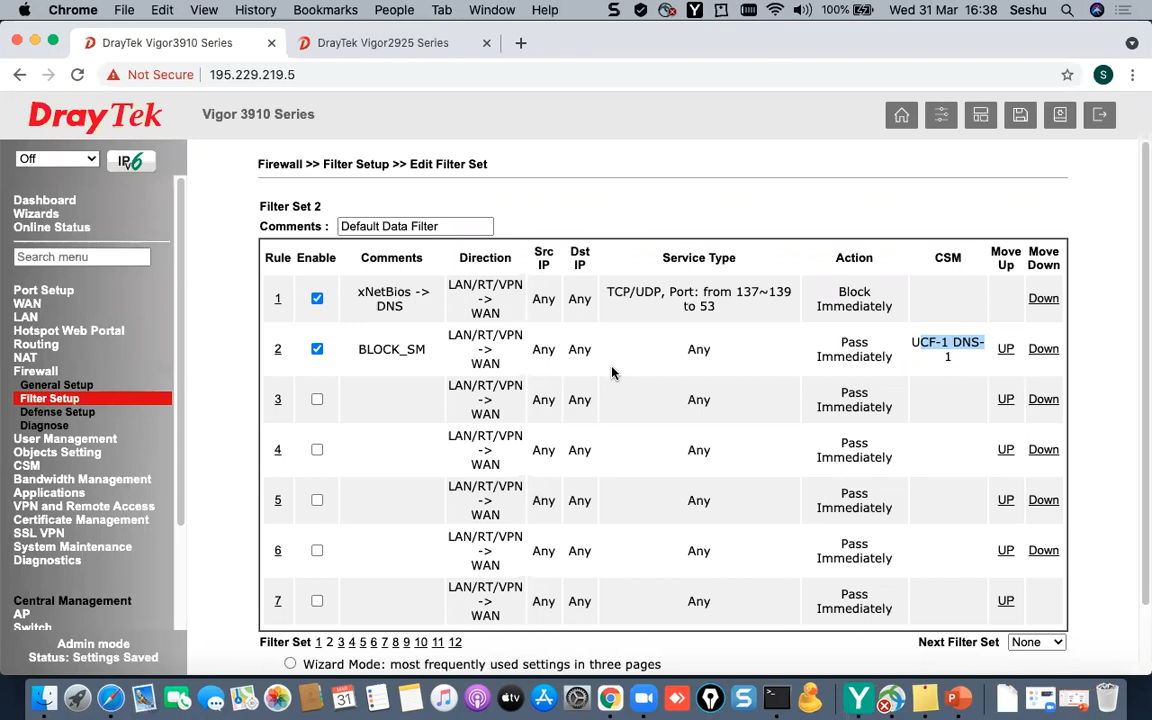 Chrome File Edit View History Bookmarks People Tab Window Help 100% Wed 31 Mar 16:38 Seshu
DrayTek Vigor3910 Series DrayTek Vigor2925 Series
Not Secure 195.229.219.5 S
DrayTek Vigor 3910 Series
Off IPv6
Dashboard
Wizards
Online Status
Search menu
Port Setup
WAN
LAN
Hotspot Web Portal
Routing
NAT
Firewall
General Setup
Filter Setup
Defense Setup
Diagnose
User Management
Objects Setting
CSM
Bandwidth Management
Applications
VPN and Remote Access
Certificate Management
SSL VPN
System Maintenance
Diagnostics
Central Management
AP
Switch
Admin mode
Status: Settings Saved
Firewall >> Filter Setup >> Edit Filter Set
Filter Set 2
Comments : Default Data Filter
Rule Enable Comments Direction Src IP Dst IP Service Type Action CSM Move Up Move Down
1 xNetBios -> DNS LAN/RT/VPN -> WAN Any Any TCP/UDP, Port: from 137~139 to 53 Block Immediately Down
2 BLOCK_SM LAN/RT/VPN -> WAN Any Any Any Pass Immediately UCF-1 DNS-1 UP Down
3 LAN/RT/VPN -> WAN Any Any Any Pass Immediately UP Down
4 LAN/RT/VPN -> WAN Any Any Any Pass Immediately UP Down
5 LAN/RT/VPN -> WAN Any Any Any Pass Immediately UP Down
6 LAN/RT/VPN -> WAN Any Any Any Pass Immediately UP Down
7 LAN/RT/VPN -> WAN Any Any Any Pass Immediately UP
Filter Set 1 2 3 4 5 6 7 8 9 10 11 12 Next Filter Set None
Wizard Mode: most frequently used settings in three pages